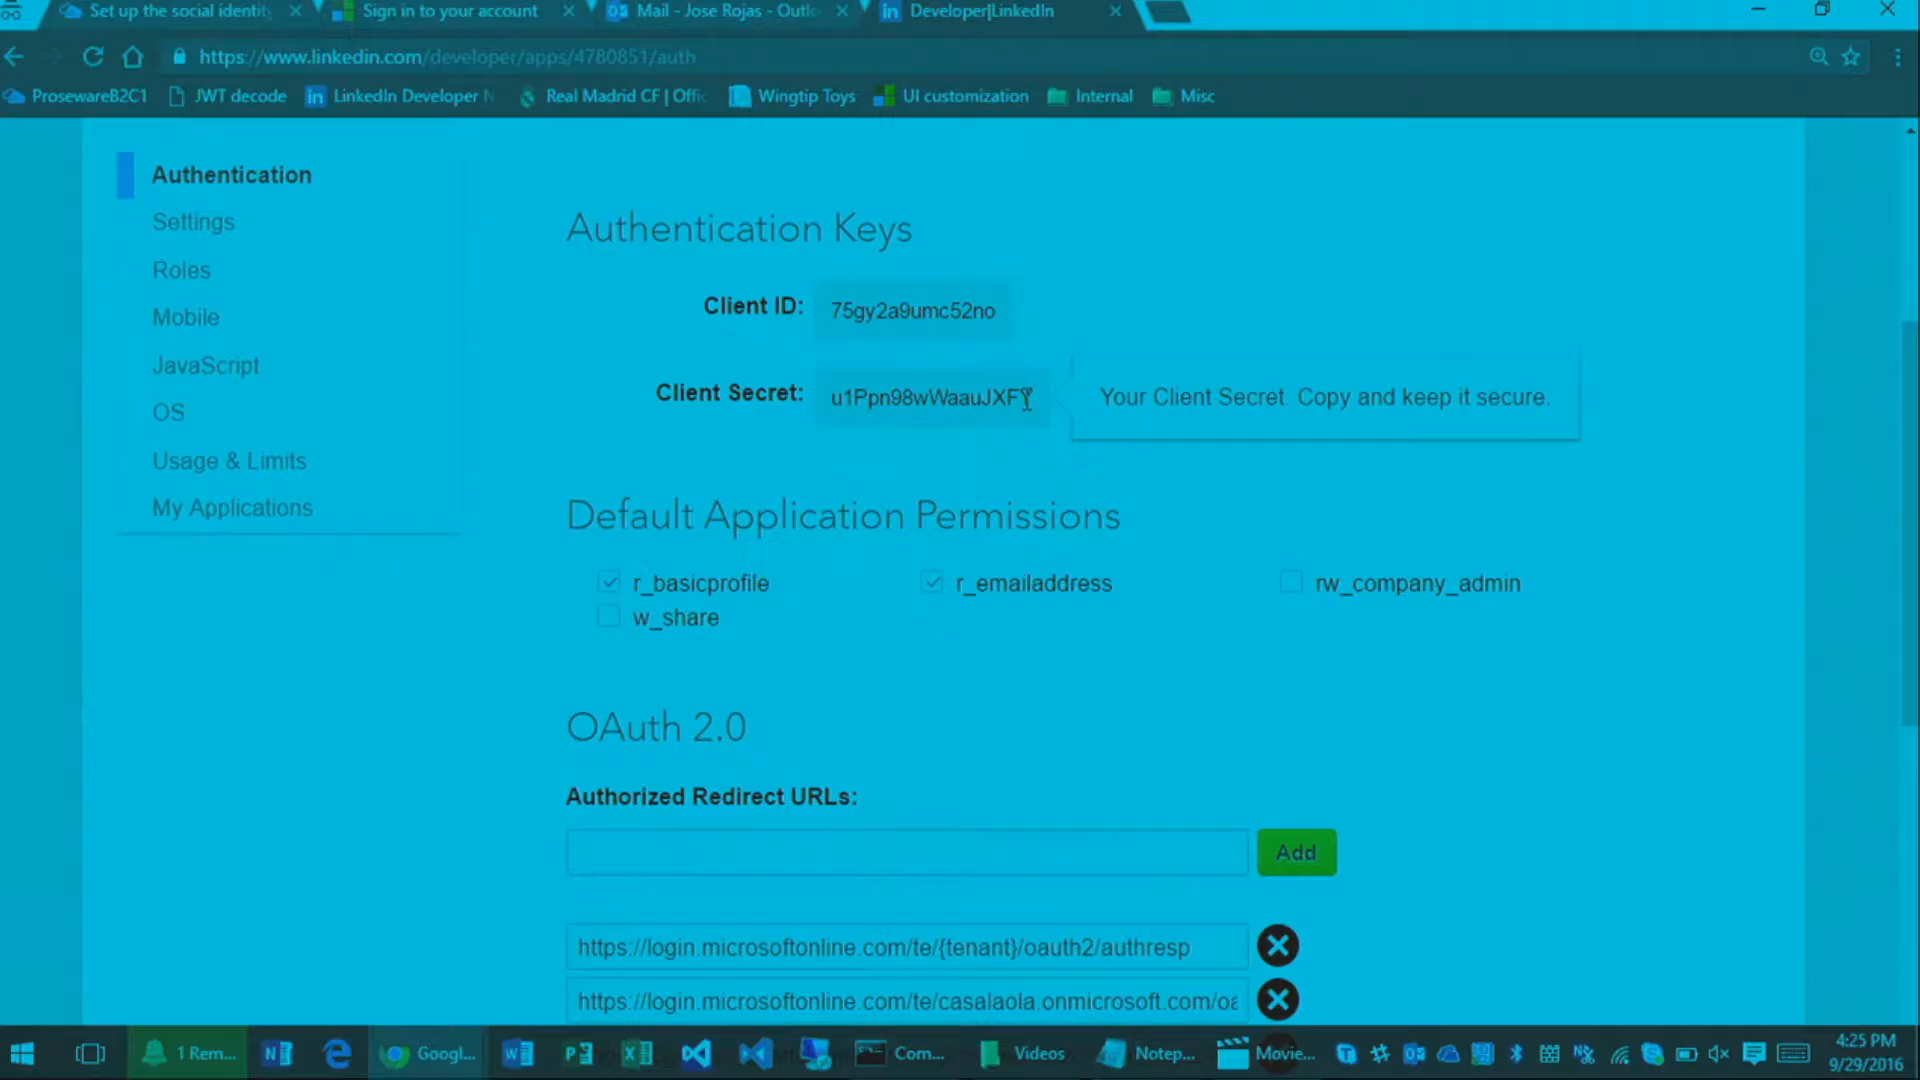 Set up the social identit
Sign in to your account
Mail - Jose Rojas - Outlo
Developer|LinkedIn
https://www.linkedin.com/developer/apps/4780851/auth
ProsewareB2C1
JWT decode
LinkedIn Developer N
Real Madrid CF | Offic
Wingtip Toys
UI customization
Internal
Misc
Authentication
Settings
Roles
Mobile
JavaScript
OS
Usage & Limits
My Applications
Authentication Keys
Client ID: 75gy2a9umc52no
Client Secret:
Your Client Secret. Copy and keep it secure.
Default Application Permissions
r_basicprofile
r_emailaddress
rw_company_admin
w_share
OAuth 2.0
Authorized Redirect URLs:
Add
https://login.microsoftonline.com/te/{tenant}/oauth2/authresp
https://login.microsoftonline.com/te/casalaola.onmicrosoft.com/oa
1 Rem...
Googl...
Com...
Videos
Notep...
Movie...
4:25 PM
9/29/2016